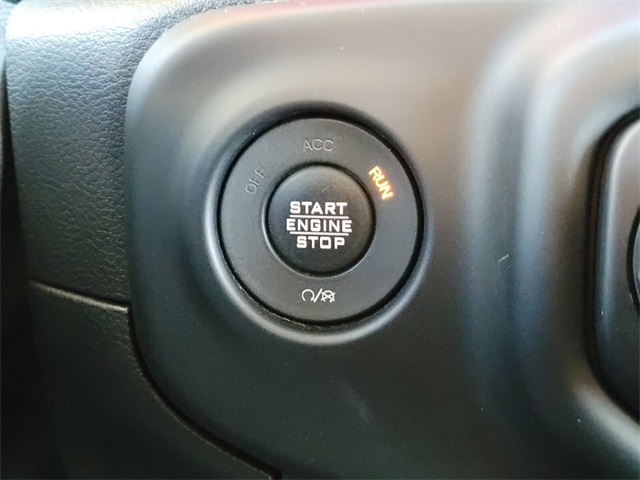 OFF
ACC
RUN
START
ENGINE
STOP